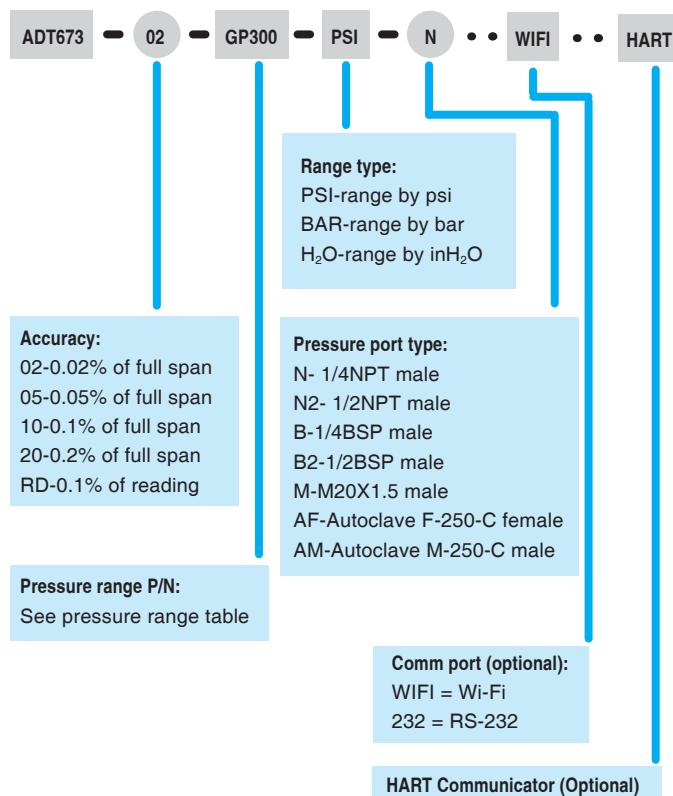 ADT673 - 02 - GP300 - PSI - N •• WIFI •• HART
Range type:
PSI-range by psi
BAR-range by bar
H₂O-range by inH₂O
Accuracy:
02-0.02% of full span
05-0.05% of full span
10-0.1% of full span
20-0.2% of full span
RD-0.1% of reading
Pressure port type:
N- 1/4NPT male
N2- 1/2NPT male
B-1/4BSP male
B2-1/2BSP male
M-M20X1.5 male
AF-Autoclave F-250-C female
AM-Autoclave M-250-C male
Pressure range P/N:
See pressure range table
Comm port (optional):
WIFI = Wi-Fi
232 = RS-232
HART Communicator (Optional)